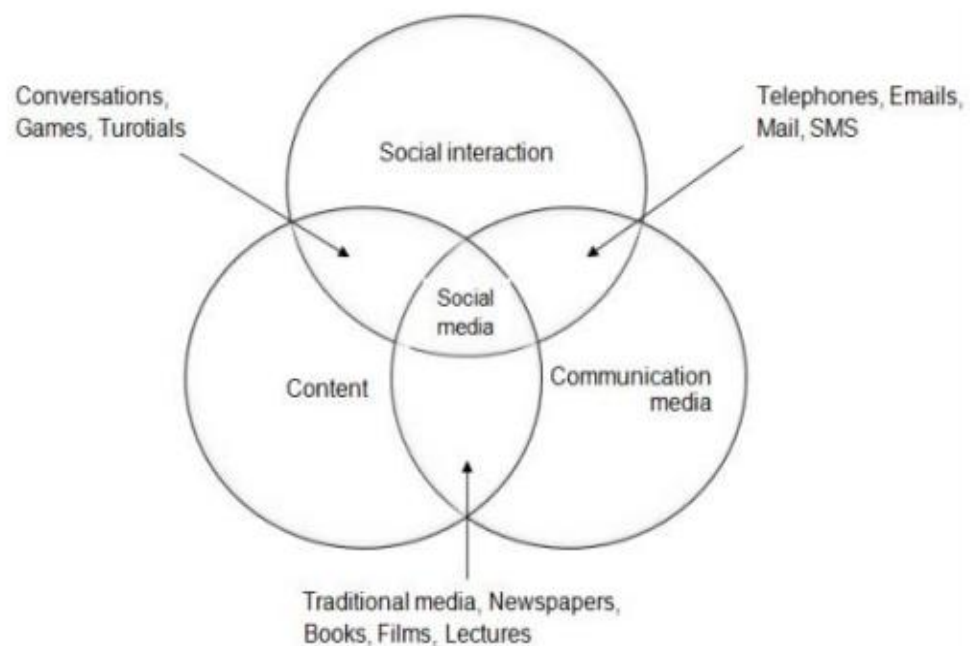 Conversations,
Games, Turotials
Telephones, Emails,
Mail, SMS
Social interaction
Social
media
Content
Communication
media
Traditional media, Newspapers,
Books, Films, Lectures